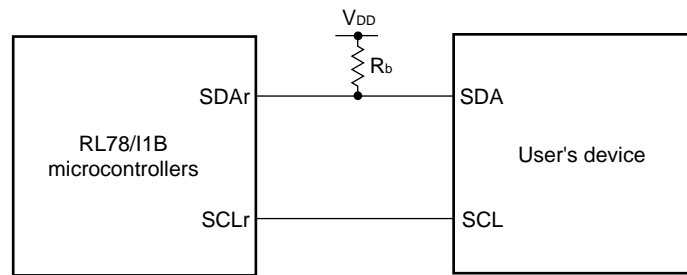 VDD
Rb
SDAr
SDA
RL78/I1B
microcontrollers
User's device
SCLr
SCL